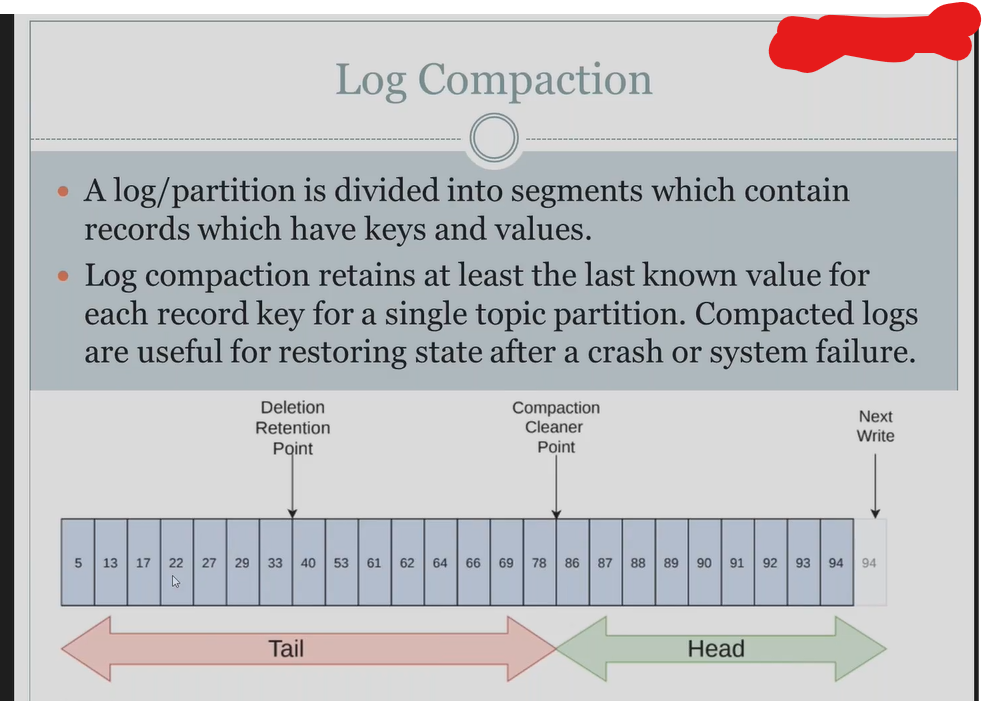 Log Compaction
A log/partition is divided into segments which contain
records which have keys and values.
Log compaction retains at least the last known value for
each record key for a single topic partition. Compacted logs
are useful for restoring state after a crash or system failure.
Deletion
Retention
Point
Compaction
Cleaner
Point
Next
Write
5 13 17 22 27 29 33 40 53 61 62 64 66 69 78 86 87 88 89 90 91 92 93 94 94
Tail
Head